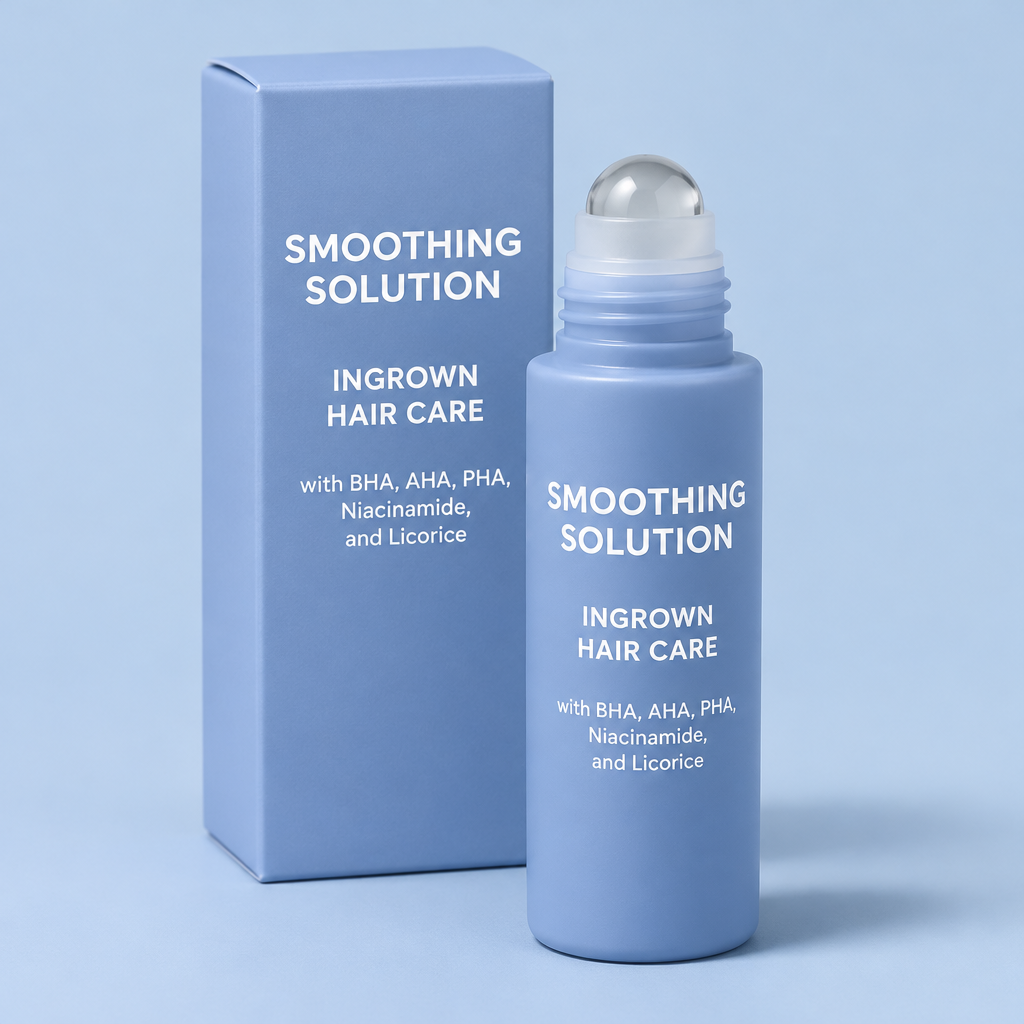 SMOOTHING
SOLUTION
INGROWN
HAIR CARE
with BHA, AHA, PHA,
Niacinamide,
and Licorice
SMOOTHING
SOLUTION
INGROWN
HAIR CARE
with BHA, AHA, PHA,
Niacinamide,
and Licorice